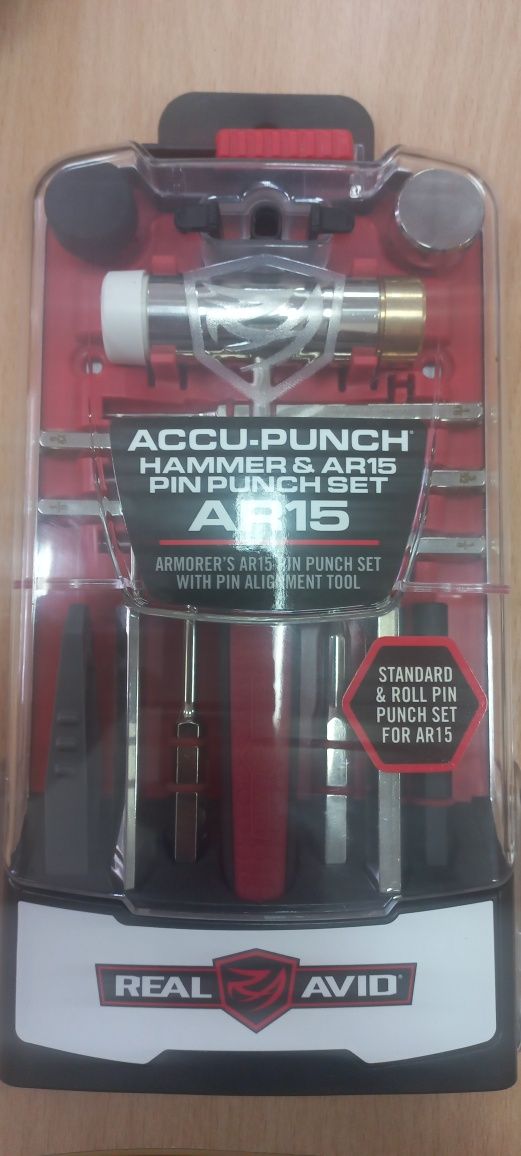 ACCU-PUNCH®
HAMMER & AR15
PIN PUNCH SET
AR15
ARMORER'S AR15 PIN PUNCH SET
WITH PIN ALIGNMENT TOOL
STANDARD
& ROLL PIN
PUNCH SET
FOR AR15
REAL AVID®